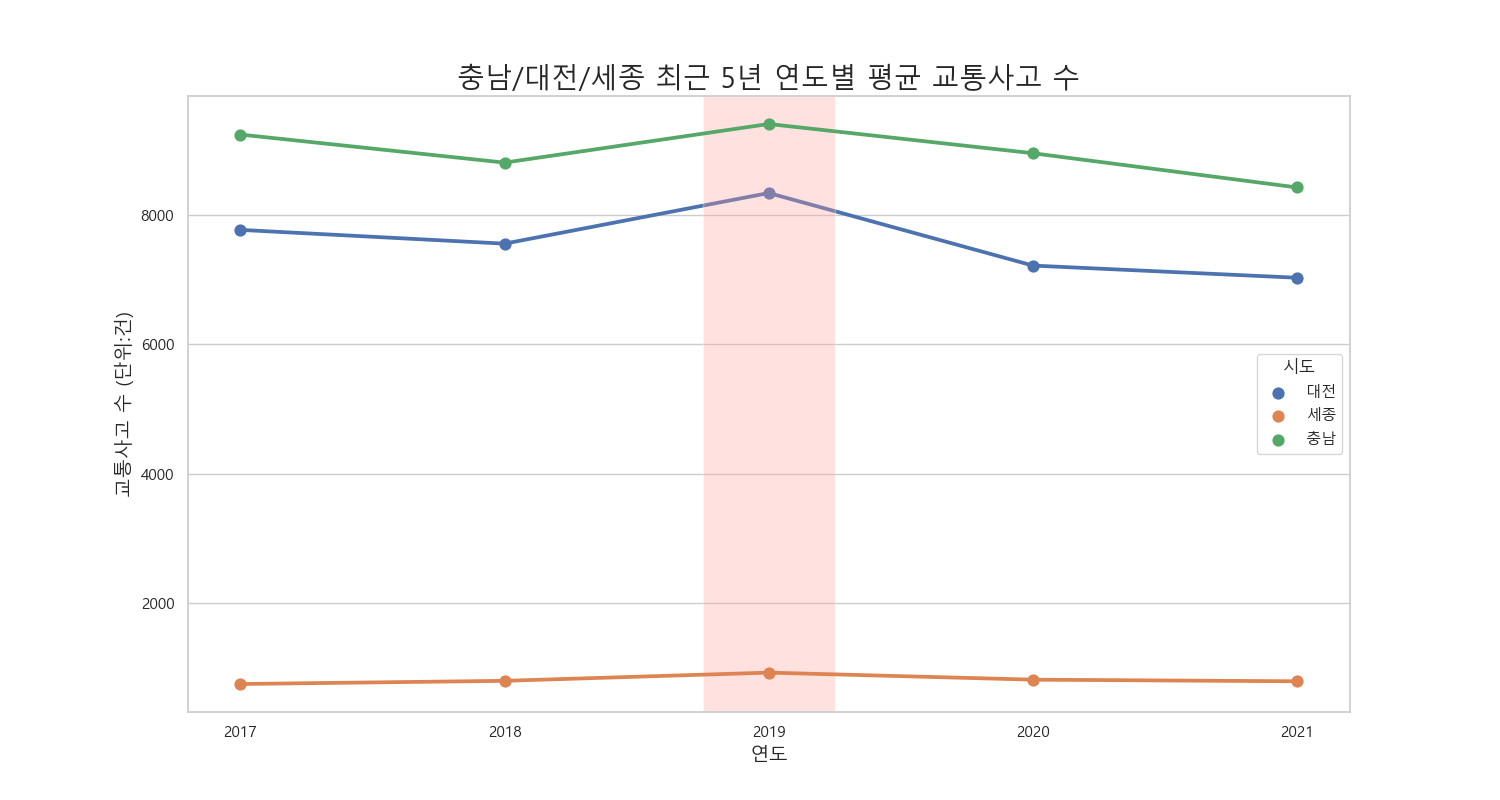 충남/대전/세종 최근 5년 연도별 평균 교통사고 수
교통사고 수 (단위:건)
8000
6000
4000
2000
시도
대전
세종
충남
2017
2018
2019
2020
2021
연도